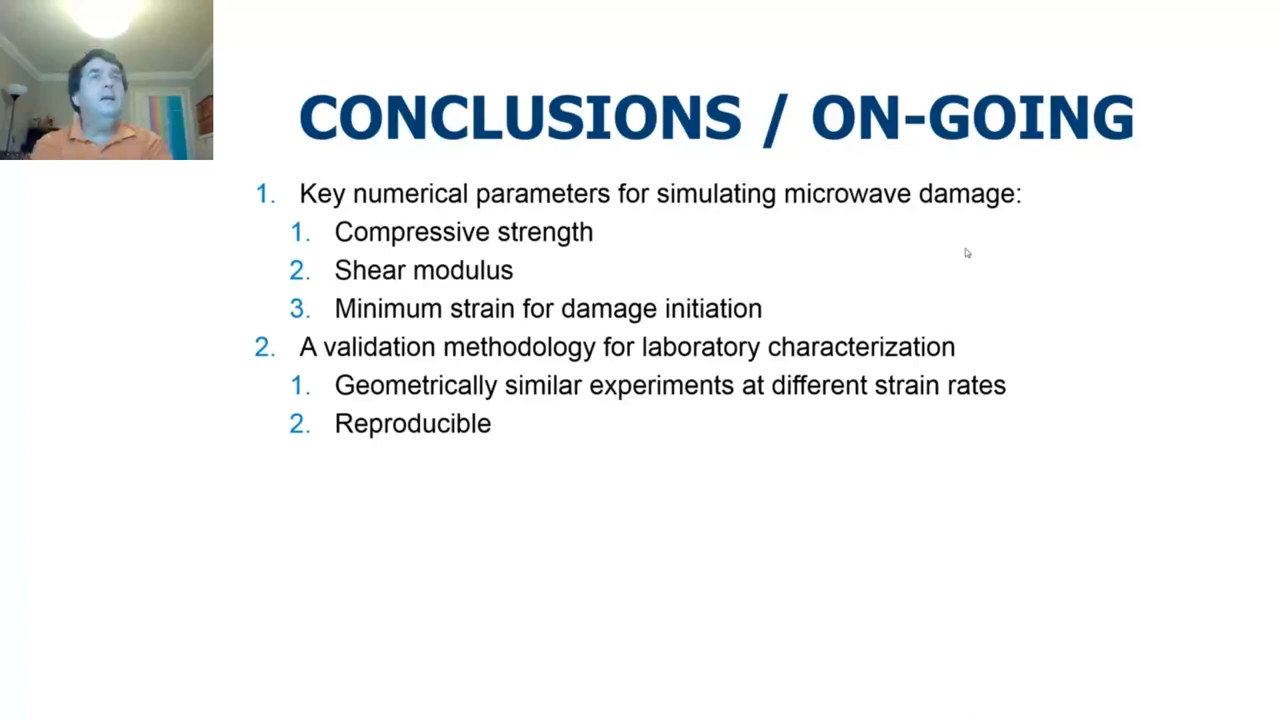 CONCLUSIONS / ON-GOING
1. Key numerical parameters for simulating microwave damage:
1. Compressive strength
2. Shear modulus
3. Minimum strain for damage initiation
2. A validation methodology for laboratory characterization
1. Geometrically similar experiments at different strain rates
2. Reproducible